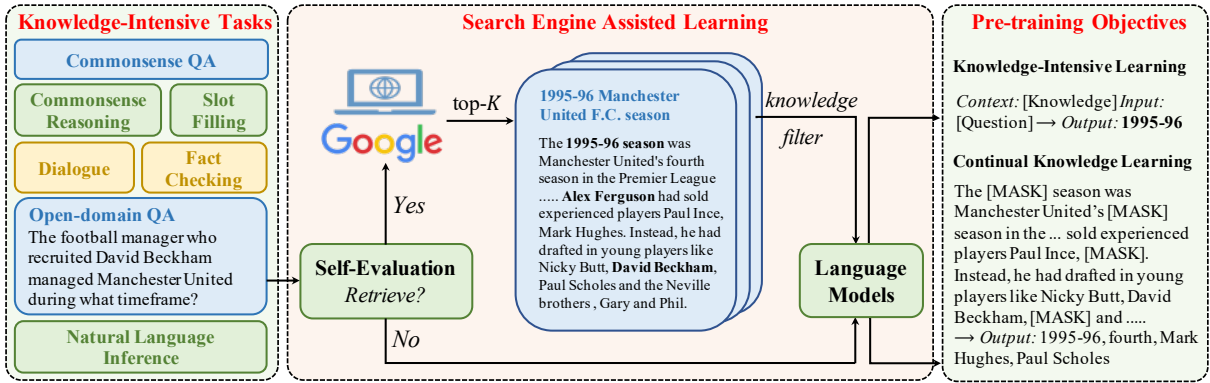 Knowledge-Intensive Tasks
Commonsense QA
Commonsense
Reasoning
Slot
Filling
Dialogue
Fact
Checking
Open-domain QA
The football manager who
recruited David Beckham
managed Manchester United
during what timeframe?
Natural Language
Inference
Search Engine Assisted Learning
Google
top-K
Yes
Self-Evaluation
Retrieve?
No
1995-96 Manchester
United F.C. season
The 1995-96 season was
Manchester United's fourth
season in the Premier League
..... Alex Ferguson had sold
experienced players Paul Ince,
Mark Hughes. Instead, he had
drafted in young players like
Nicky Butt, David Beckham,
Paul Scholes and the Neville
brothers , Gary and Phil.
knowledge
filter
Language
Models
Pre-training Objectives
Knowledge-Intensive Learning
Context: [Knowledge] Input:
[Question] → Output: 1995-96
Continual Knowledge Learning
The [MASK] season was
Manchester United's [MASK]
season in the ... sold experienced
players Paul Ince, [MASK].
Instead, he had drafted in young
players like Nicky Butt, David
Beckham, [MASK] and .....
→ Output: 1995-96, fourth, Mark
Hughes, Paul Scholes